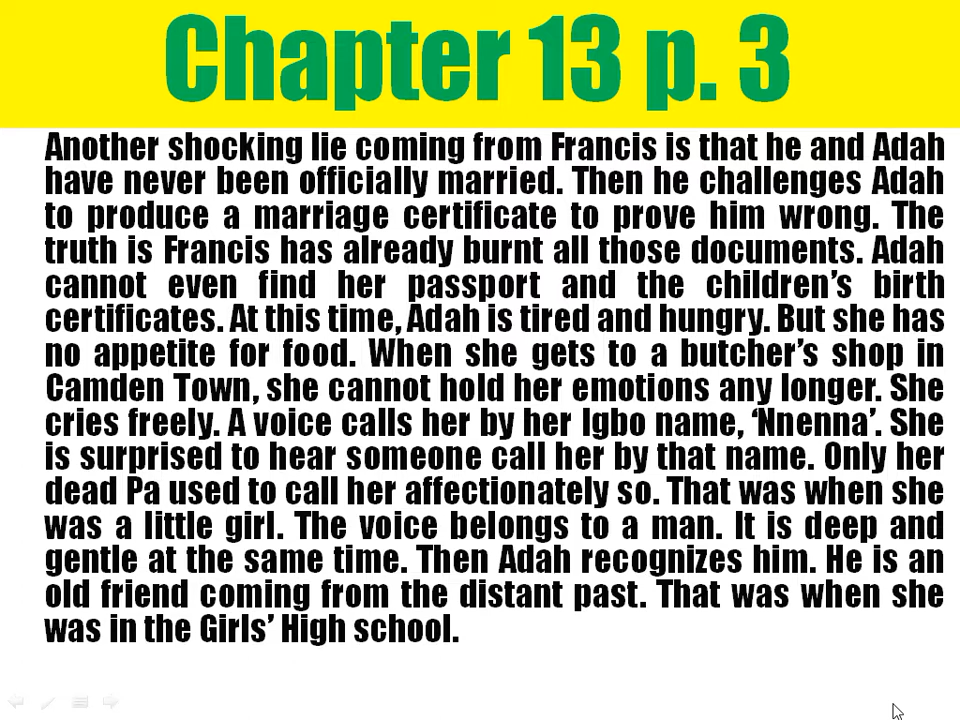 Chapter 13 p. 3
Another shocking lie coming from Francis is that he and Adah
have never been officially married. Then he challenges Adah
to produce a marriage certificate to prove him wrong. The
truth is Francis has already burnt all those documents. Adah
cannot even find her passport and the children’s birth
certificates. At this time, Adah is tired and hungry. But she has
no appetite for food. When she gets to a butcher’s shop in
Camden Town, she cannot hold her emotions any longer. She
cries freely. A voice calls her by her Igbo name, ‘Nnenna’. She
is surprised to hear someone call her by that name. Only her
dead Pa used to call her affectionately so. That was when she
was a little girl. The voice belongs to a man. It is deep and
gentle at the same time. Then Adah recognizes him. He is an
old friend coming from the distant past. That was when she
was in the Girls’ High school.